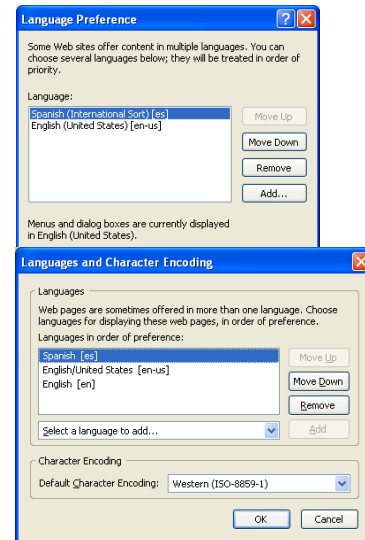 Language Preference
Some Web sites offer content in multiple languages. You can
choose several languages below; they will be treated in order of
priority.
Language:
Spanish (International Sort) [es]
English (United States) [en-us]
Move Up
Move Down
Remove
Add...
Menus and dialog boxes are currently displayed
in English (United States).
Languages and Character Encoding
Languages
Web pages are sometimes offered in more than one language. Choose
languages for displaying these web pages, in order of preference.
Languages in order of preference:
Spanish [es]
English/United States [en-us]
English [en]
Move Up
Move Down
Remove
Select a language to add...
Add
Character Encoding
Default Character Encoding:
Western (ISO-8859-1)
OK
Cancel